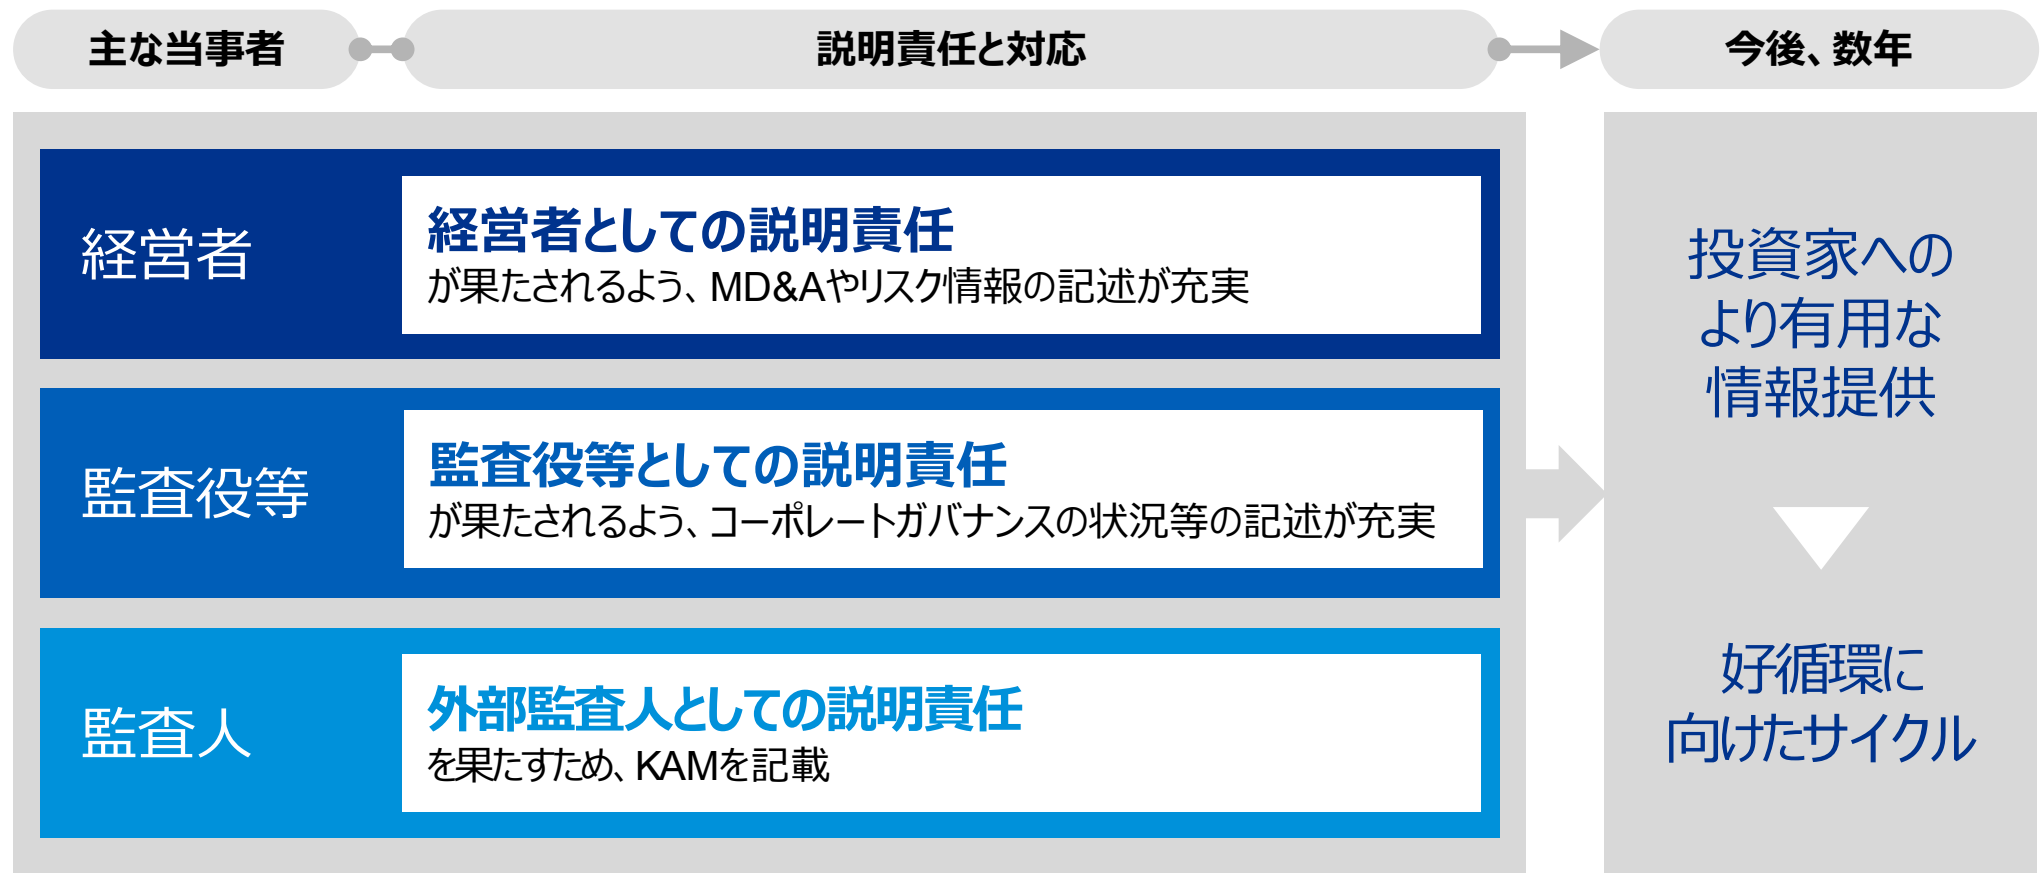 主な当事者
説明責任と対応
今後、数年
経営者
経営者としての説明責任
が果たされるよう、MD&Aやリスク情報の記述が充実
監査役等
監査役等としての説明責任
が果たされるよう、コーポレートガバナンスの状況等の記述が充実
監査人
外部監査人としての説明責任
を果たすため、KAMを記載
投資家への
より有用な
情報提供
好循環に
向けたサイクル